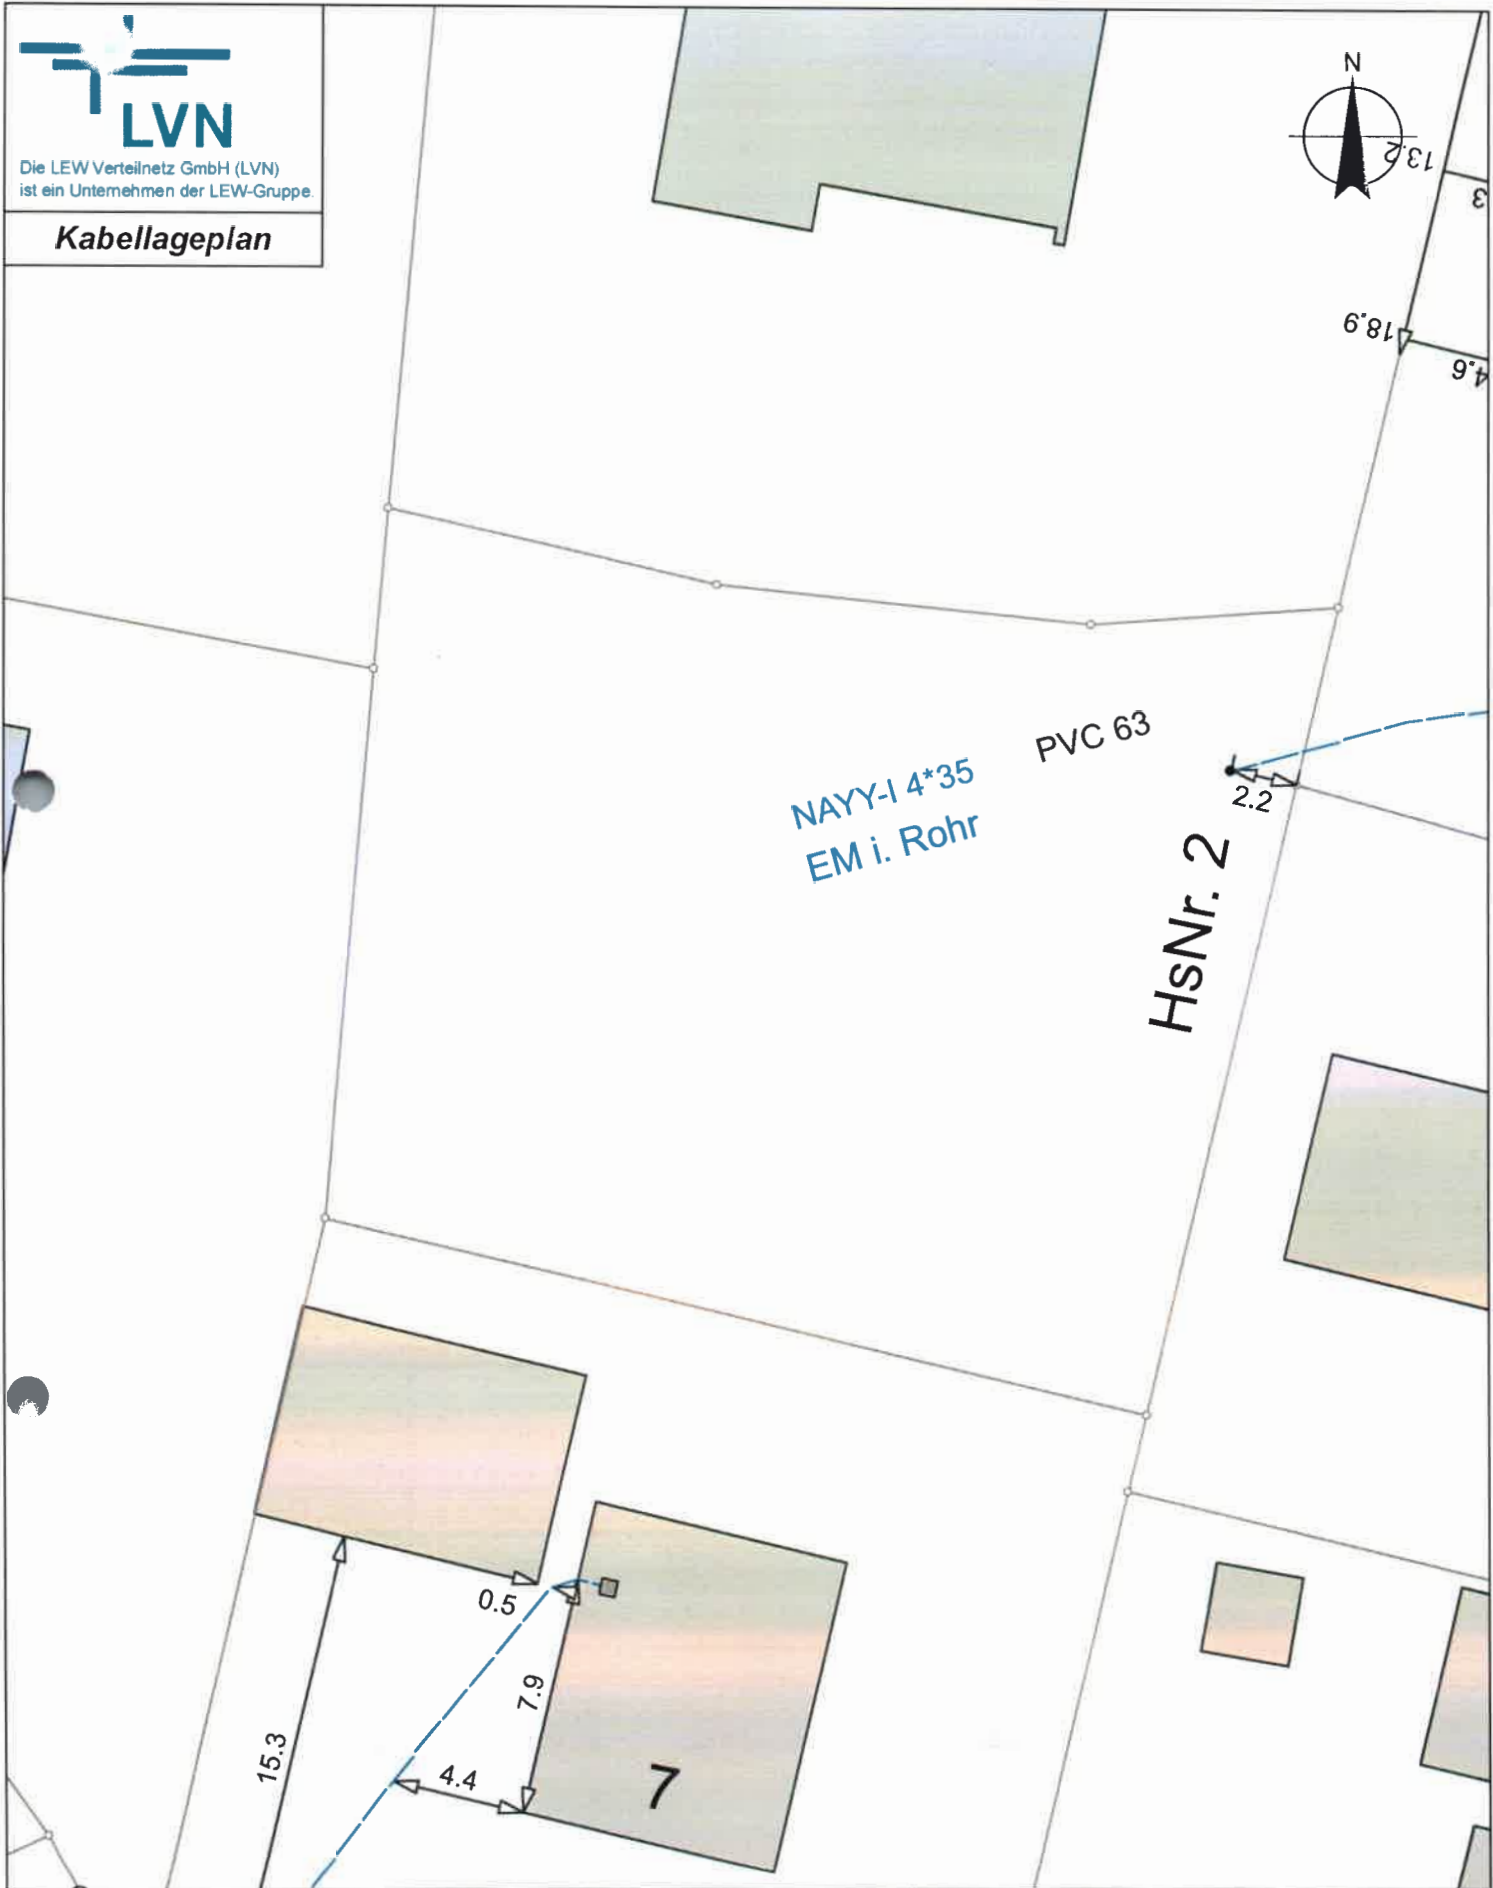 LVN
Die LEW Verteilnetz GmbH (LVN)
ist ein Unternehmen der LEW-Gruppe.
Kabellageplan
N
13.2
3
18.9
4.6
PVC 63
NAYY-I 4*35
EM i. Rohr
2.2
HsNr. 2
0.5
7.9
15.3
4.4
7